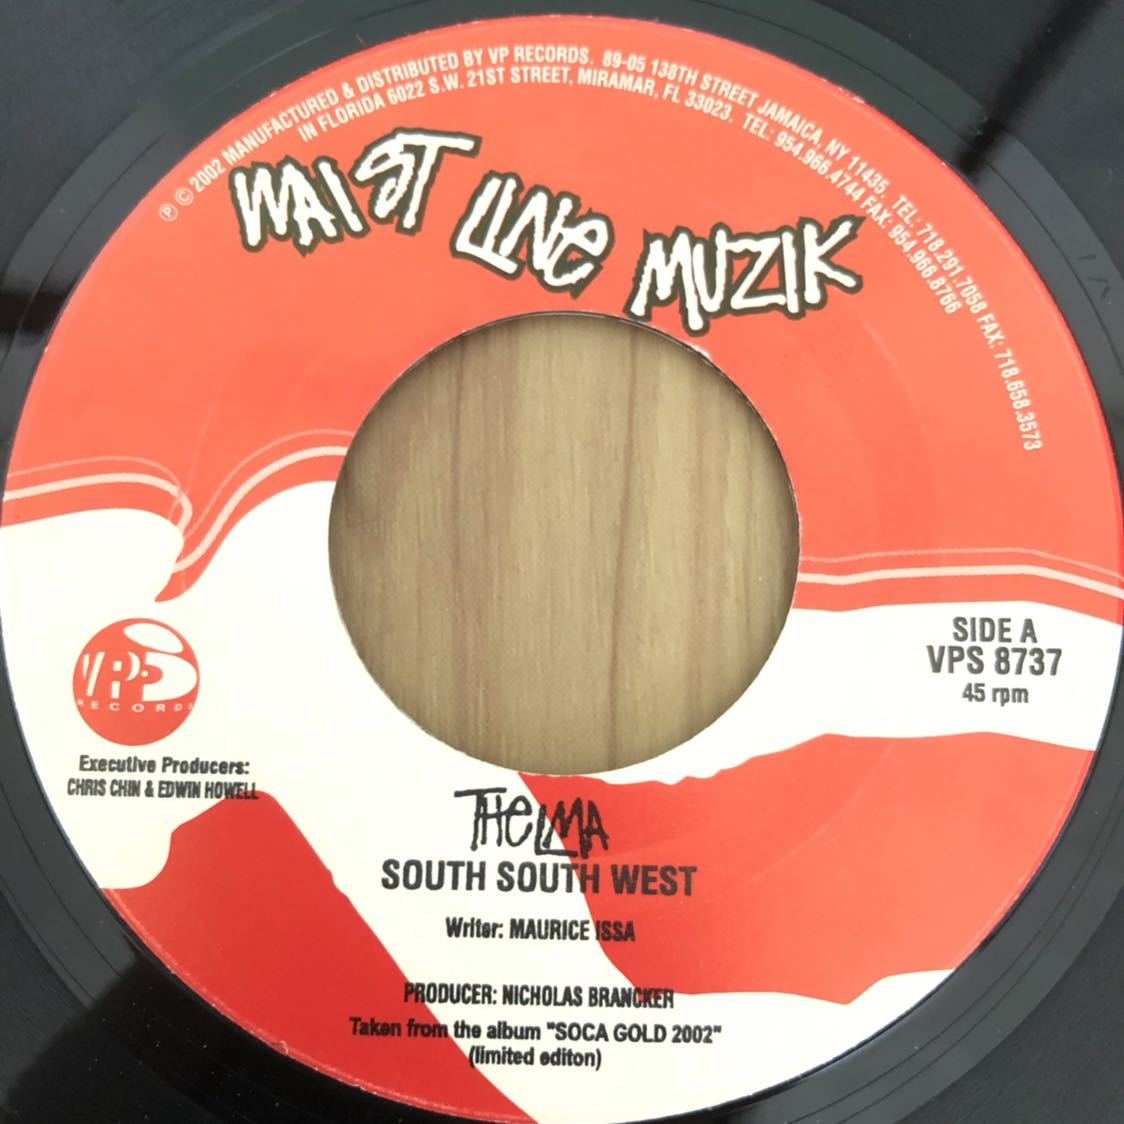 ℗ © 2002 MANUFACTURED & DISTRIBUTED BY VP RECORDS. 89-05 138TH STREET JAMAICA, NY 11435, TEL: 718.291.7058 FAX: 718.658.3573
IN FLORIDA 6022 S.W. 21ST STREET, MIRAMAR, FL 33023. TEL: 954.966.4744 FAX: 954.966.8766
WAIST LINE MUZIK
SIDE A
VPS 8737
45 rpm
VP
RECORDS
Executive Producers:
CHRIS CHIN & EDWIN HOWELL
THELMA
SOUTH SOUTH WEST
Writer: MAURICE ISSA
PRODUCER: NICHOLAS BRANCKER
Taken from the album "SOCA GOLD 2002"
(limited editon)